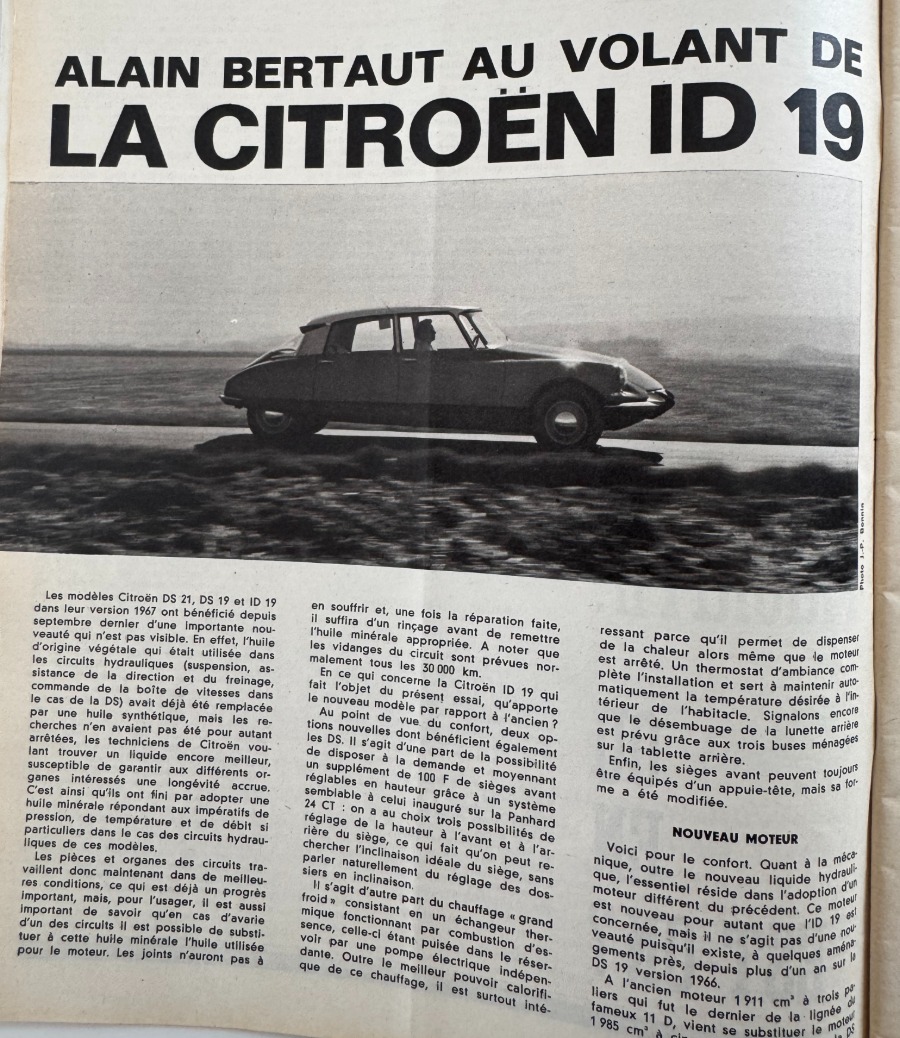 ALAIN BERTAUT AU VOLANT DE
LA CITROËN ID 19
Photo J.-P. Bonnin
Les modèles Citroën DS 21, DS 19 et ID 19
dans leur version 1967 ont bénéficié depuis
septembre dernier d'une importante nou-
veauté qui n'est pas visible. En effet, l'huile
d'origine végétale qui était utilisée dans
les circuits hydrauliques (suspension, as-
sistance de la direction et du freinage,
commande de la boîte de vitesses dans
le cas de la DS) avait déjà été remplacée
par une huile synthétique, mais les re-
cherches n'en avaient pas été pour autant
arrêtées, les techniciens de Citroën vou-
lant trouver un liquide encore meilleur,
susceptible de garantir aux différents or-
ganes intéressés une longévité accrue.
C'est ainsi qu'ils ont fini par adopter une
huile minérale répondant aux impératifs de
pression, de température et de débit si
particuliers dans le cas des circuits hydrau-
liques de ces modèles.
Les pièces et organes des circuits tra-
vaillent donc maintenant dans de meilleu-
res conditions, ce qui est déjà un progrès
important, mais, pour l'usager, il est aussi
important de savoir qu'en cas d'avarie
d'un des circuits il est possible de substi-
tuer à cette huile minérale l'huile utilisée
pour le moteur. Les joints n'auront pas à
en souffrir et, une fois la réparation faite,
il suffira d'un rinçage avant de remettre
l'huile minérale appropriée. A noter que
les vidanges du circuit sont prévues nor-
malement tous les 30 000 km.
En ce qui concerne la Citroën ID 19 qui
fait l'objet du présent essai, qu'apporte
le nouveau modèle par rapport à l'ancien ?
Au point de vue du confort, deux op-
tions nouvelles dont bénéficient également
les DS. Il s'agit d'une part de la possibilité
de disposer à la demande et moyennant
un supplément de 100 F de sièges avant
réglables en hauteur grâce à un système
semblable à celui inauguré sur la Panhard
24 CT : on a au choix trois possibilités de
réglage de la hauteur à l'avant et à l'ar-
rière du siège, ce qui fait qu'on peut re-
chercher l'inclinaison idéale du siège, sans
parler naturellement du réglage des dos-
siers en inclinaison.
Il s'agit d'autre part du chauffage « grand
froid » consistant en un échangeur ther-
mique fonctionnant par combustion d'es-
sence, celle-ci étant puisée dans le réser-
voir par une pompe électrique indépen-
dante. Outre le meilleur pouvoir calorifi-
que de ce chauffage, il est surtout inté-
ressant parce qu'il permet de dispenser
de la chaleur alors même que le moteur
est arrêté. Un thermostat d'ambiance com-
plète l'installation et sert à maintenir auto-
matiquement la température désirée à l'in-
térieur de l'habitacle. Signalons encore
que le désembuage de la lunette arrière
est prévu grâce aux trois buses ménagées
sur la tablette arrière.
Enfin, les sièges avant peuvent toujours
être équipés d'un appuie-tête, mais sa for-
me a été modifiée.
NOUVEAU MOTEUR
Voici pour le confort. Quant à la méca-
nique, outre le nouveau liquide hydrauli-
que, l'essentiel réside dans l'adoption d'un
moteur différent du précédent. Ce moteur
est nouveau pour autant que l'ID 19 est
concernée, mais il ne s'agit pas d'une nou-
veauté puisqu'il existe, à quelques aména-
gements près, depuis plus d'un an sur la
DS 19 version 1966.
A l'ancien moteur 1 911 cm³ à trois pa-
liers qui fut le dernier de la lignée du
fameux 11 D, vient se substituer le moteur
1 985 cm³ à